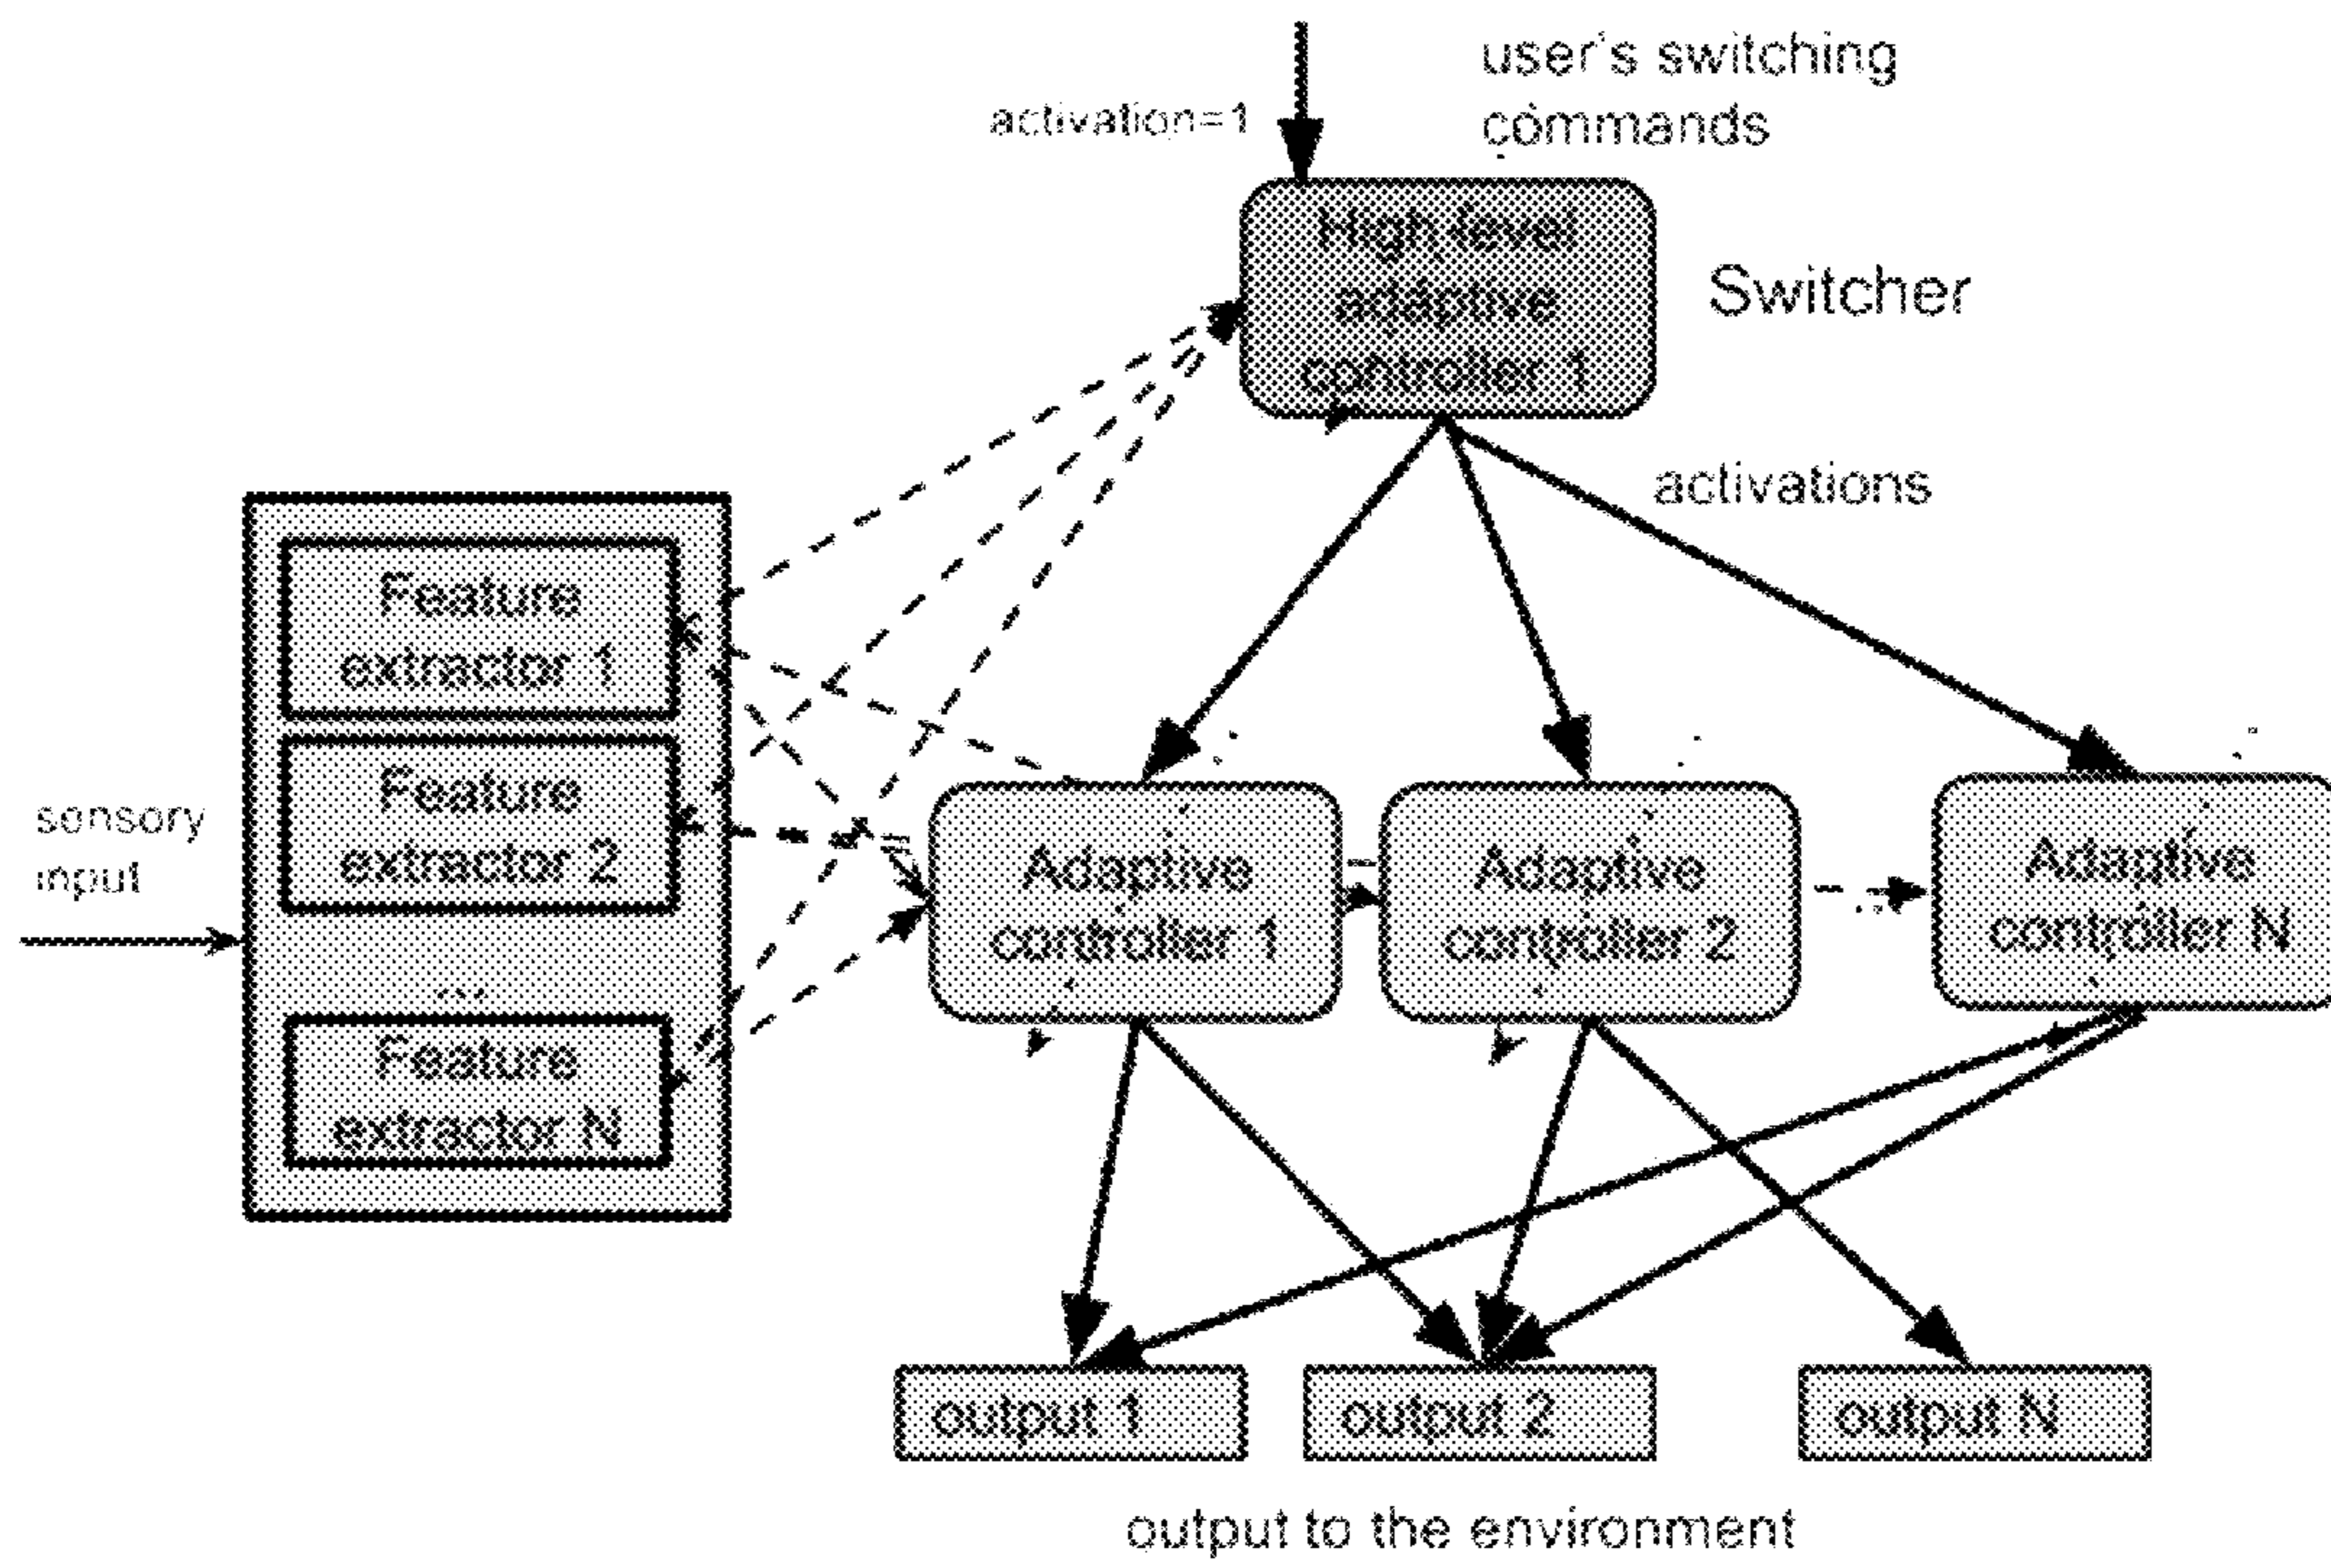 user's switching
commands
activation=1
High-level
adaptive
controller 1
Switcher
activations
Feature
extractor 1
Feature
extractor 2
...
Feature
extractor N
sensory
input
Adaptive
controller 1
Adaptive
controller 2
Adaptive
controller N
output 1
output 2
output N
output to the environment